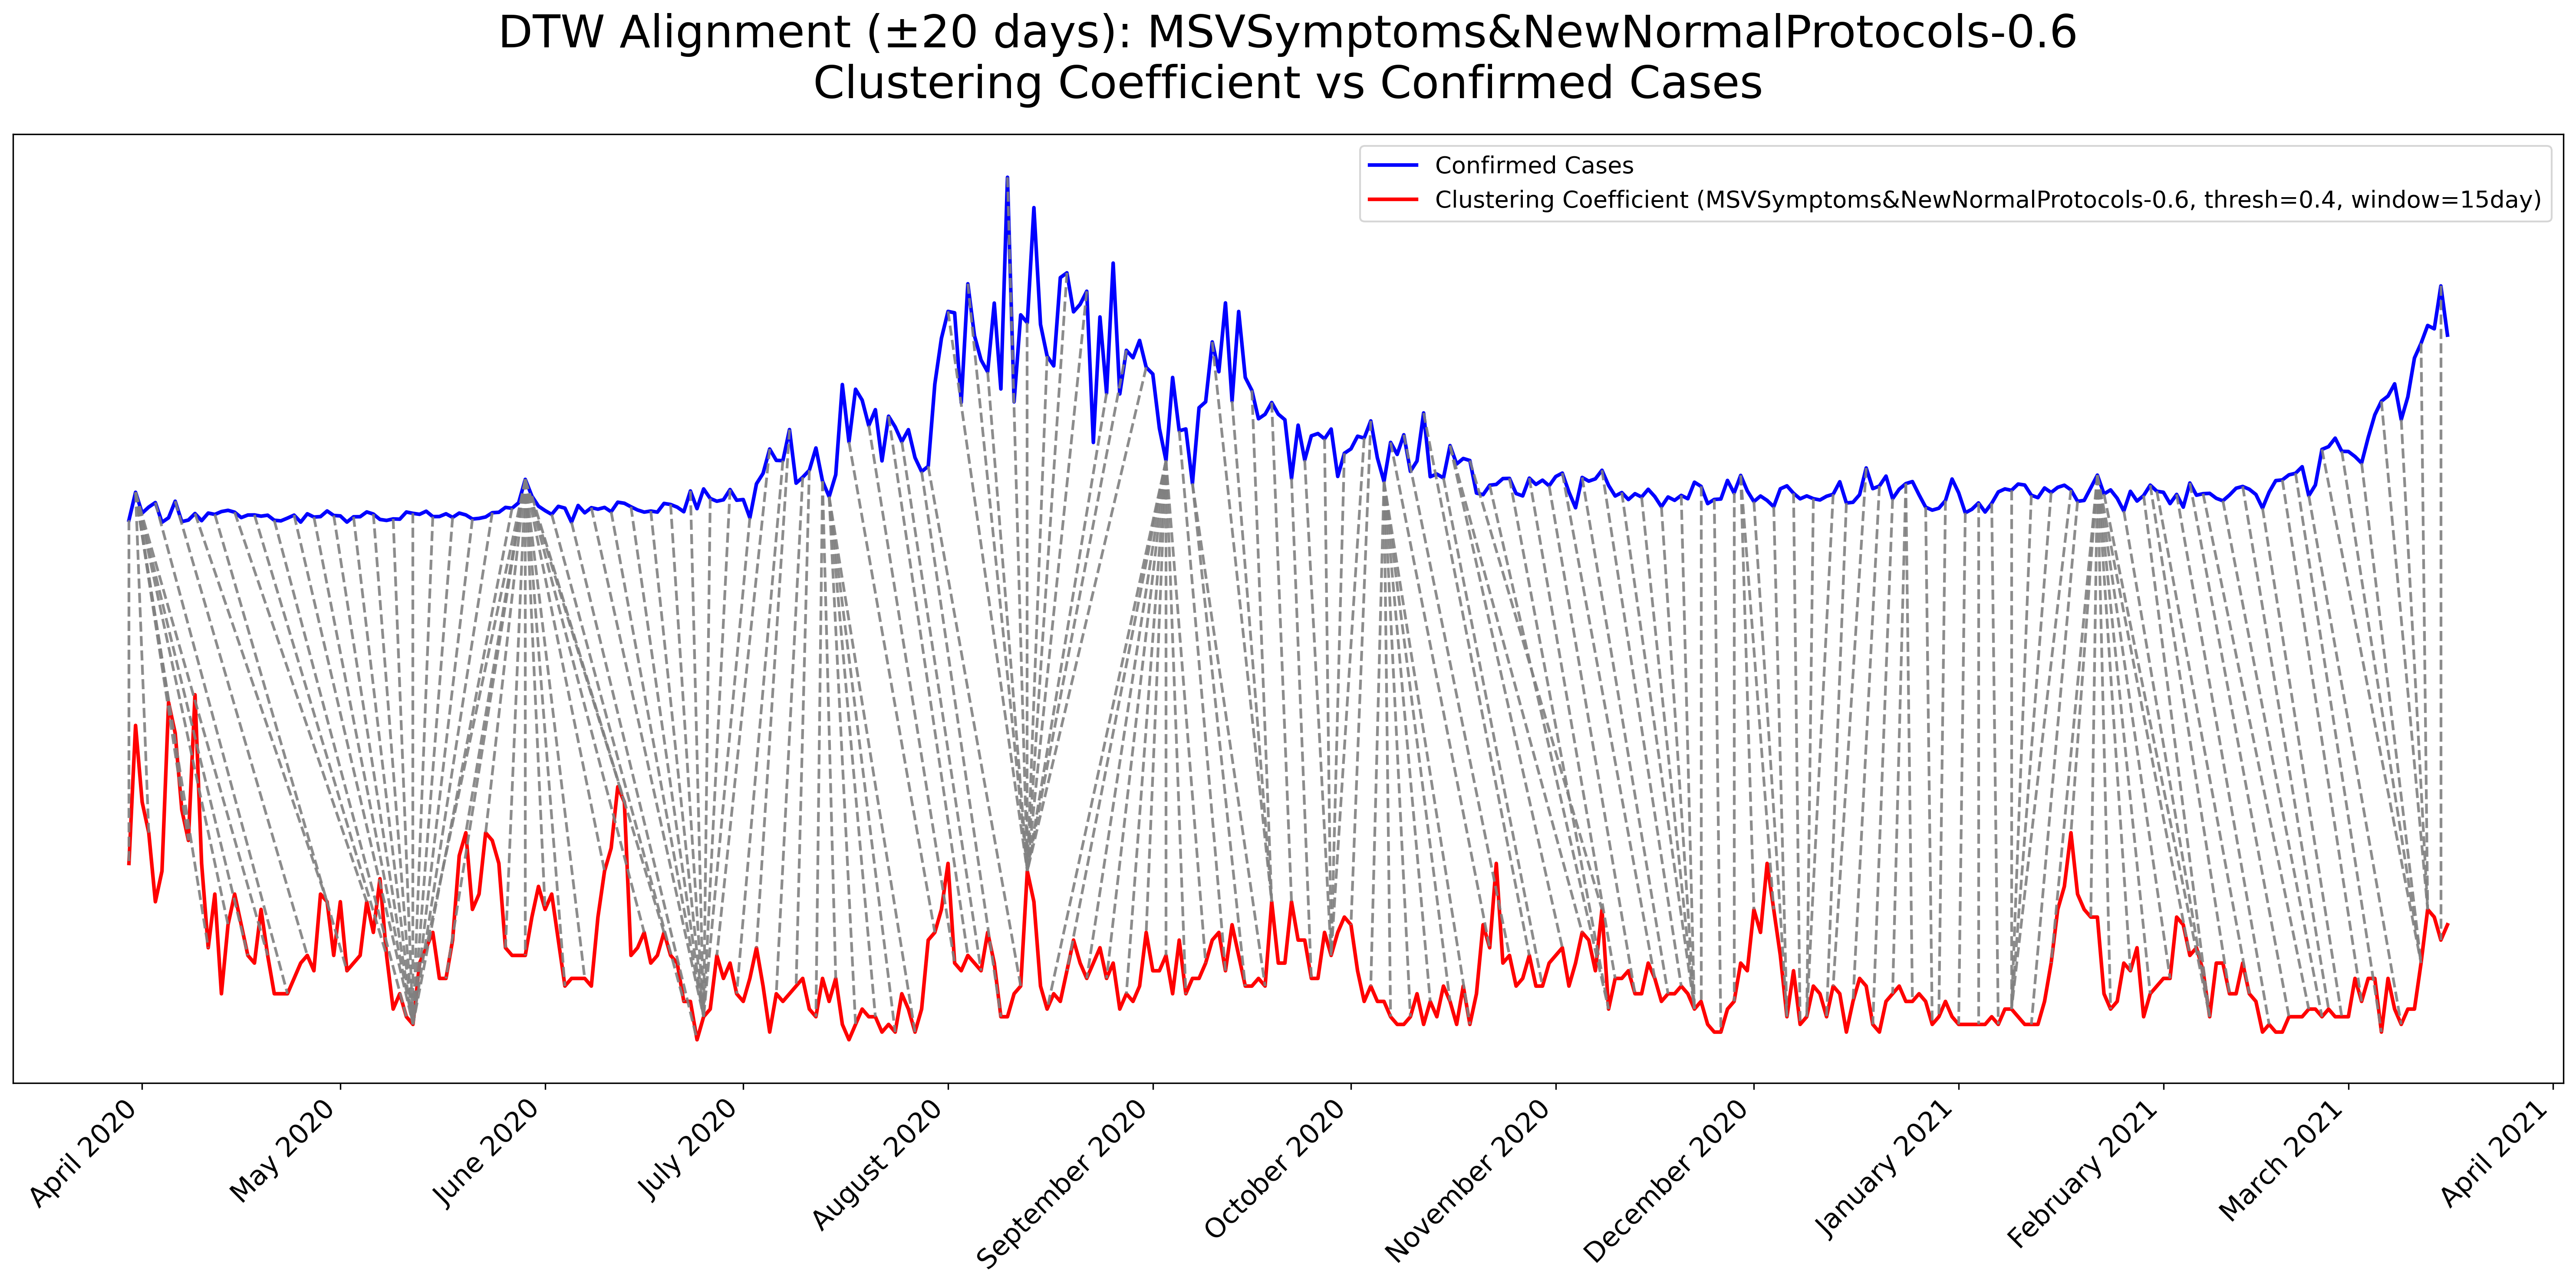 DTW Alignment (±20 days): MSVSymptoms&NewNormalProtocols-0.6
Clustering Coefficient vs Confirmed Cases
Confirmed Cases
Clustering Coefficient (MSVSymptoms&NewNormalProtocols-0.6, thresh=0.4, window=15day)
April 2020
May 2020
June 2020
July 2020
August 2020
September 2020
October 2020
November 2020
December 2020
January 2021
February 2021
March 2021
April 2021